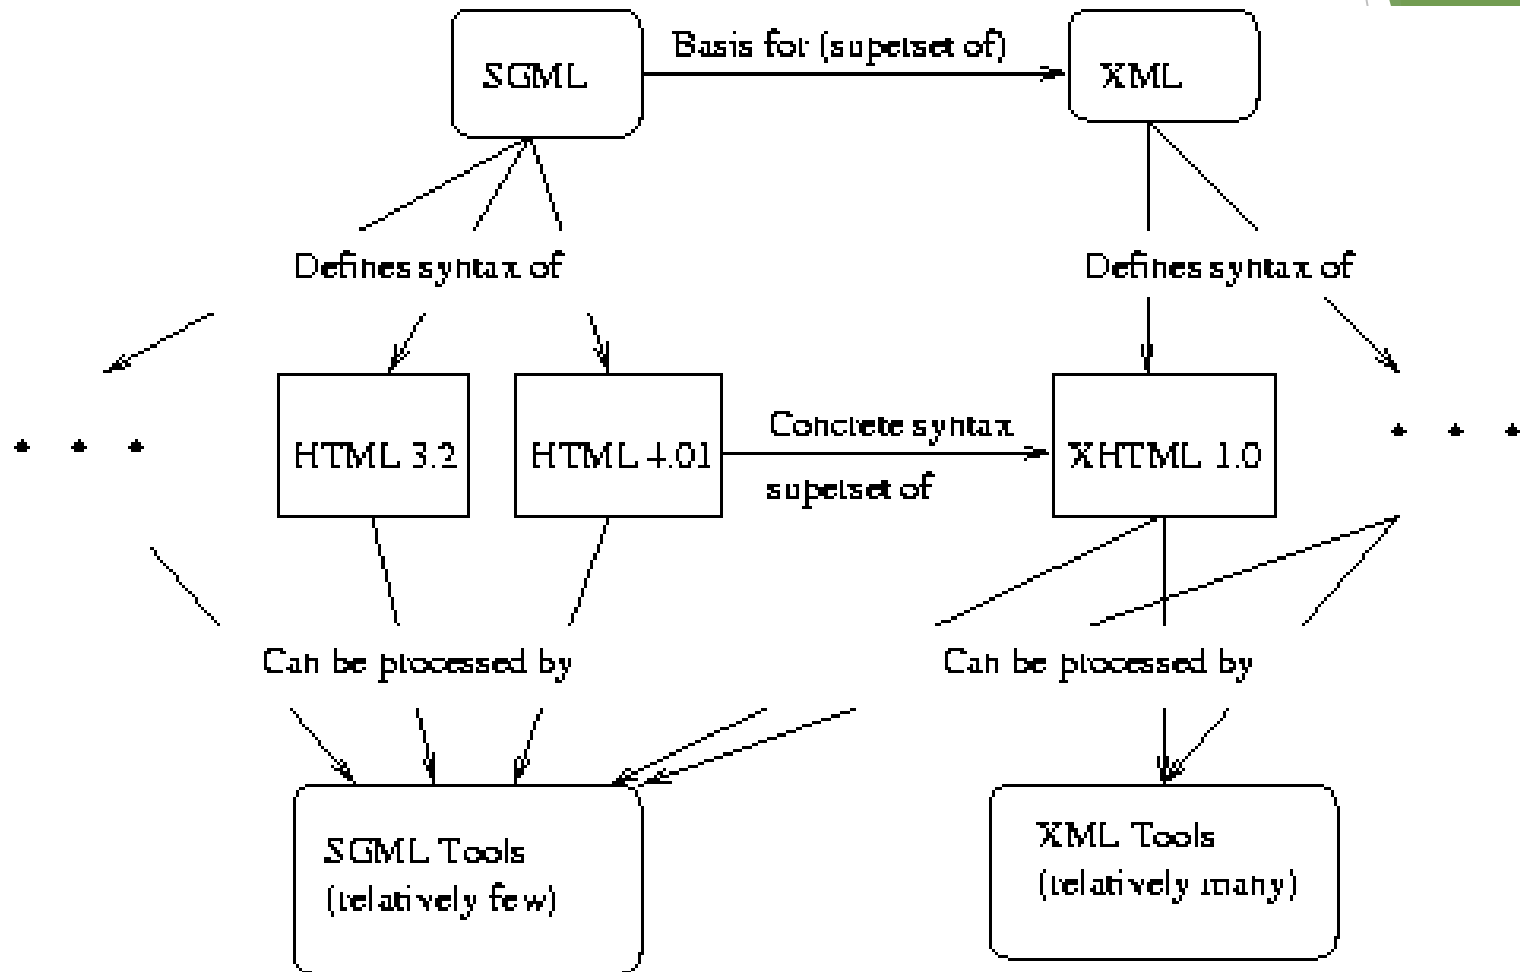 SGML
Basis for (superset of)
XML
Defines syntax of
Defines syntax of
HTML 3.2
HTML 4.01
Concrete syntax
superset of
XHTML 1.0
Can be processed by
Can be processed by
SGML Tools
(relatively few)
XML Tools
(relatively many)